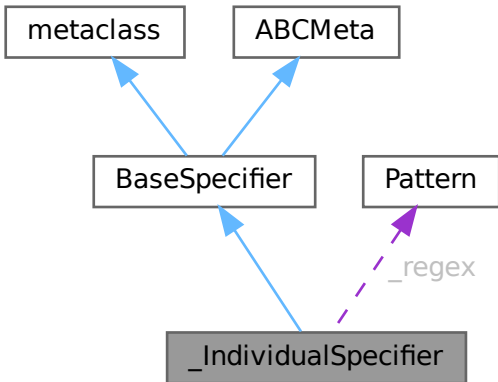 metaclass
ABCMeta
BaseSpecifier
Pattern
_regex
_IndividualSpecifier